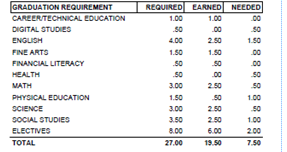 GRADUATION REQUIREMENT REQUIRED EARNED NEEDED
CAREER/TECHNICAL EDUCATION 1.00 1.00 .00
DIGITAL STUDIES .50 .00 .50
ENGLISH 4.00 2.50 1.50
FINE ARTS 1.50 1.50 .00
FINANCIAL LITERACY .50 .50 .00
HEALTH .50 .00 .50
MATH 3.00 2.50 .50
PHYSICAL EDUCATION 1.50 .50 1.00
SCIENCE 3.00 2.50 .50
SOCIAL STUDIES 3.50 2.50 1.00
ELECTIVES 8.00 6.00 2.00
TOTAL 27.00 19.50 7.50